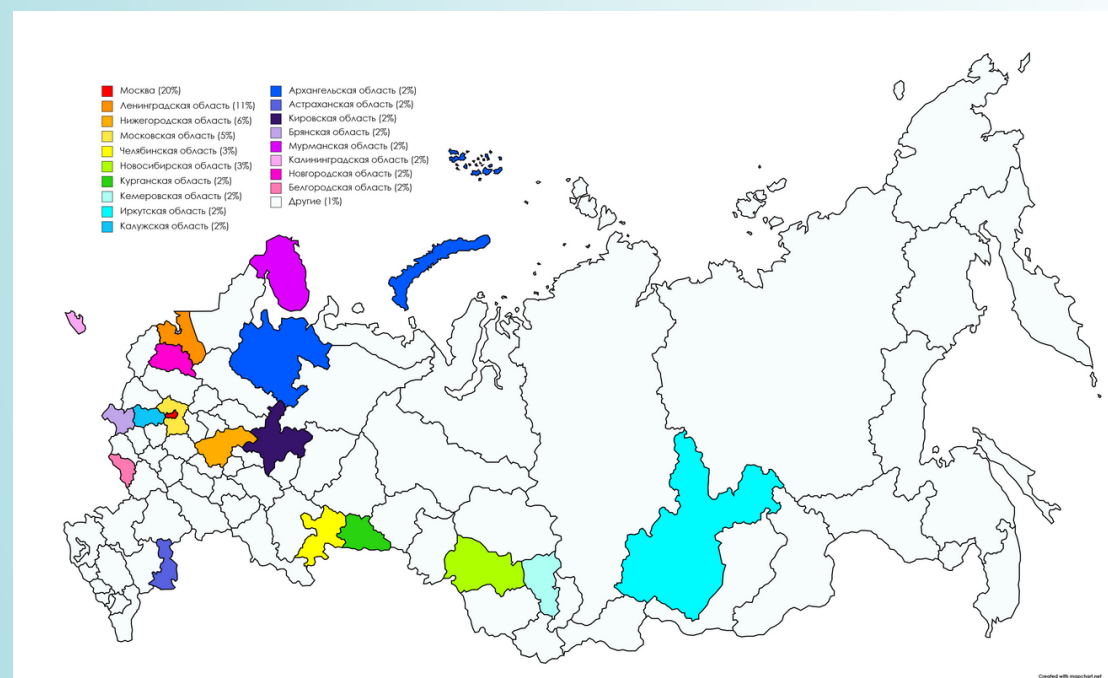 Москва (20%)
Ленинградская область (11%)
Нижегородская область (6%)
Московская область (5%)
Челябинская область (3%)
Новосибирская область (3%)
Курганская область (2%)
Кемеровская область (2%)
Иркутская область (2%)
Калужская область (2%)
Архангельская область (2%)
Астраханская область (2%)
Кировская область (2%)
Брянская область (2%)
Мурманская область (2%)
Калининградская область (2%)
Новгородская область (2%)
Белгородская область (2%)
Другие (1%)
Created with mapchart.net